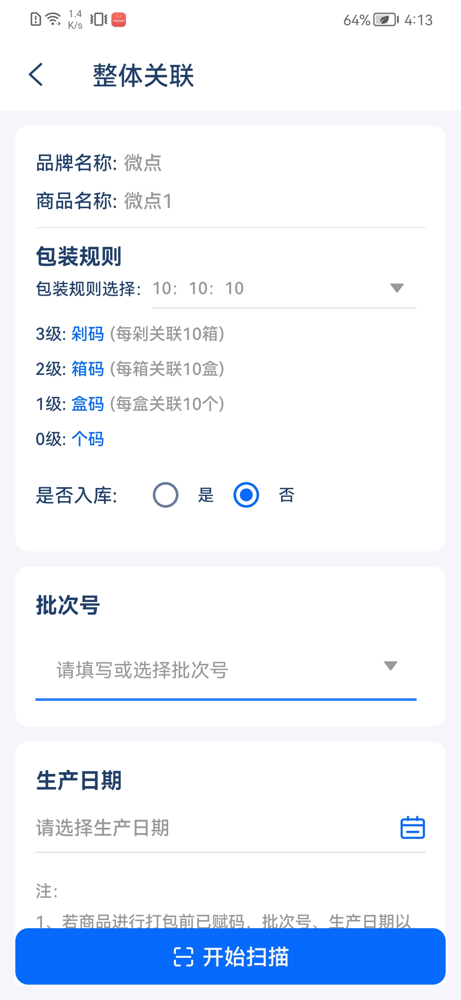 1.4
K/s
HUAWEI
64%
4:13
整体关联
品牌名称: 微点
商品名称: 微点1
包装规则
包装规则选择: 10: 10: 10
3级: 剁码 (每剁关联10箱)
2级: 箱码 (每箱关联10盒)
1级: 盒码 (每盒关联10个)
0级: 个码
是否入库: 是 否
批次号
请填写或选择批次号
生产日期
请选择生产日期
注:
1、若商品进行打包前已赋码, 批次号、生产日期以
开始扫描